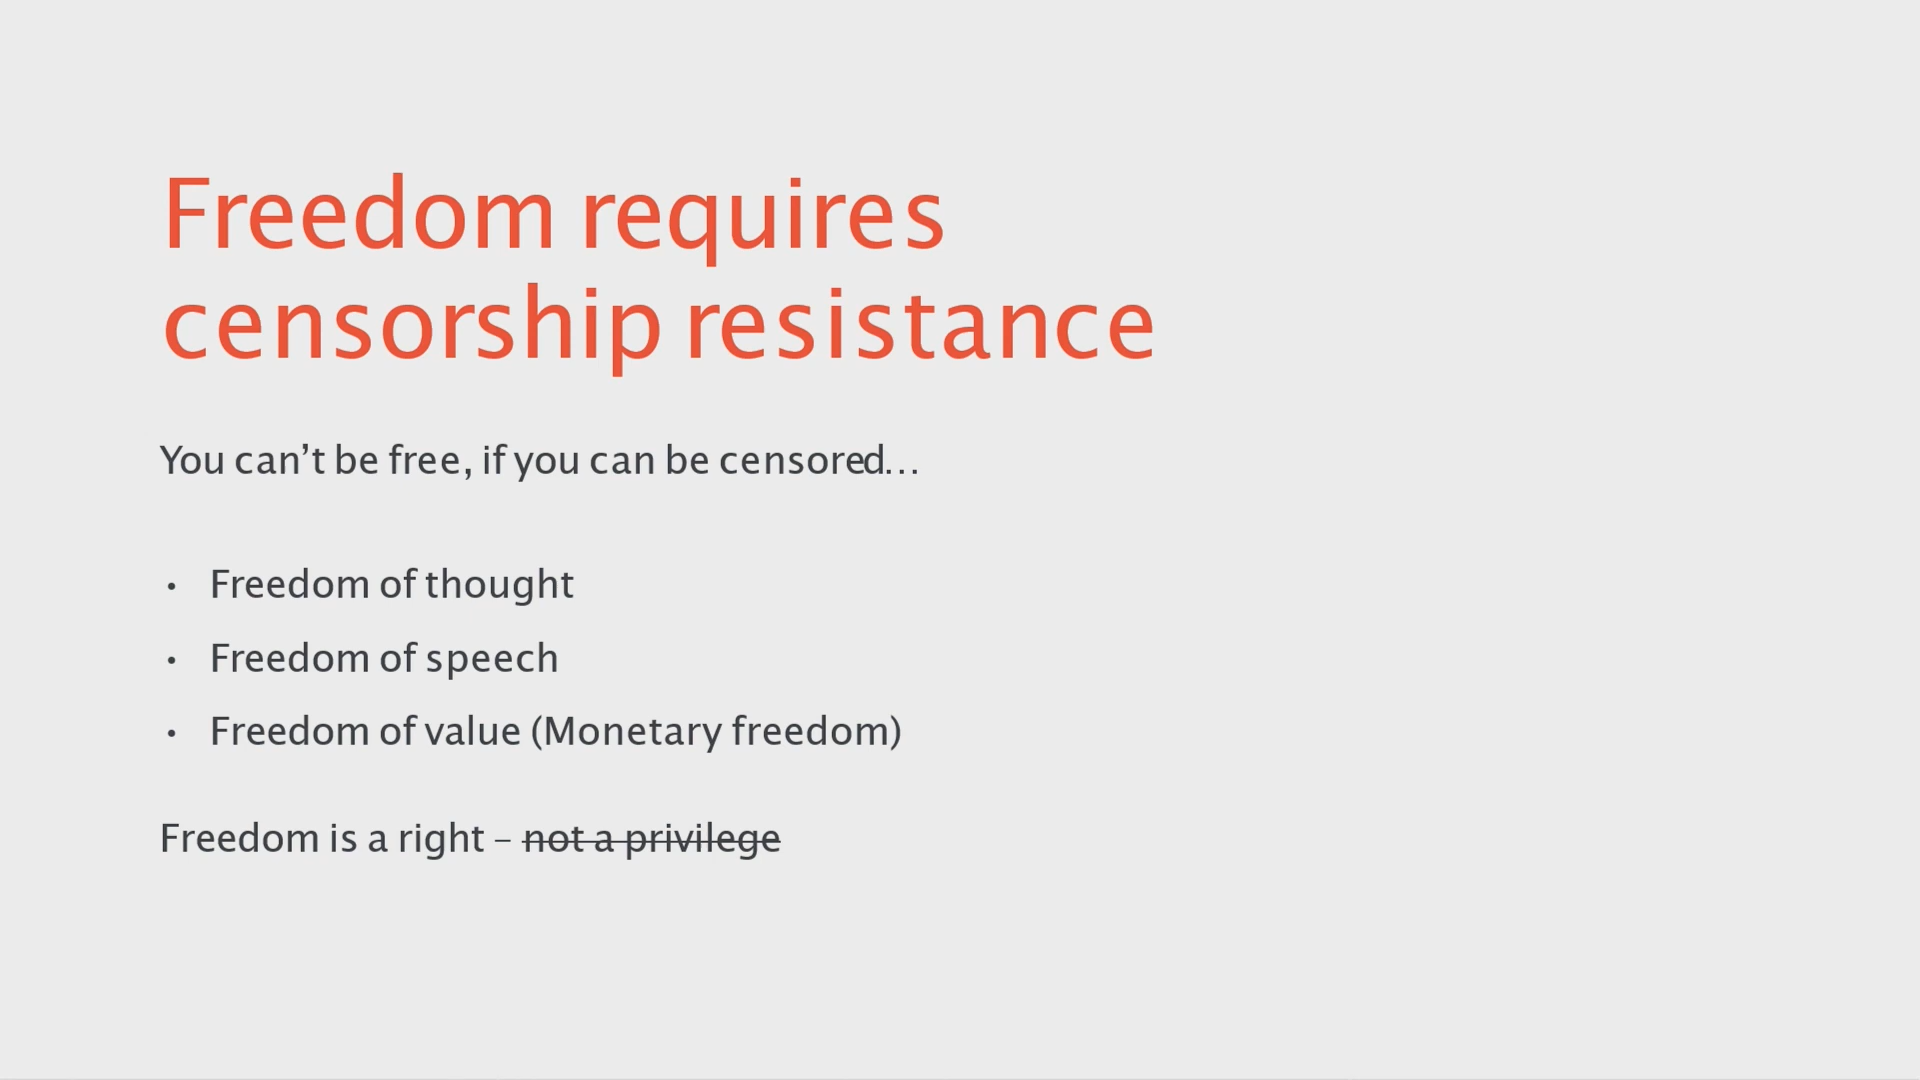 Freedom requires
censorship resistance
You can’t be free, if you can be censored…
• Freedom of thought
• Freedom of speech
• Freedom of value (Monetary freedom)
Freedom is a right – not a privilege